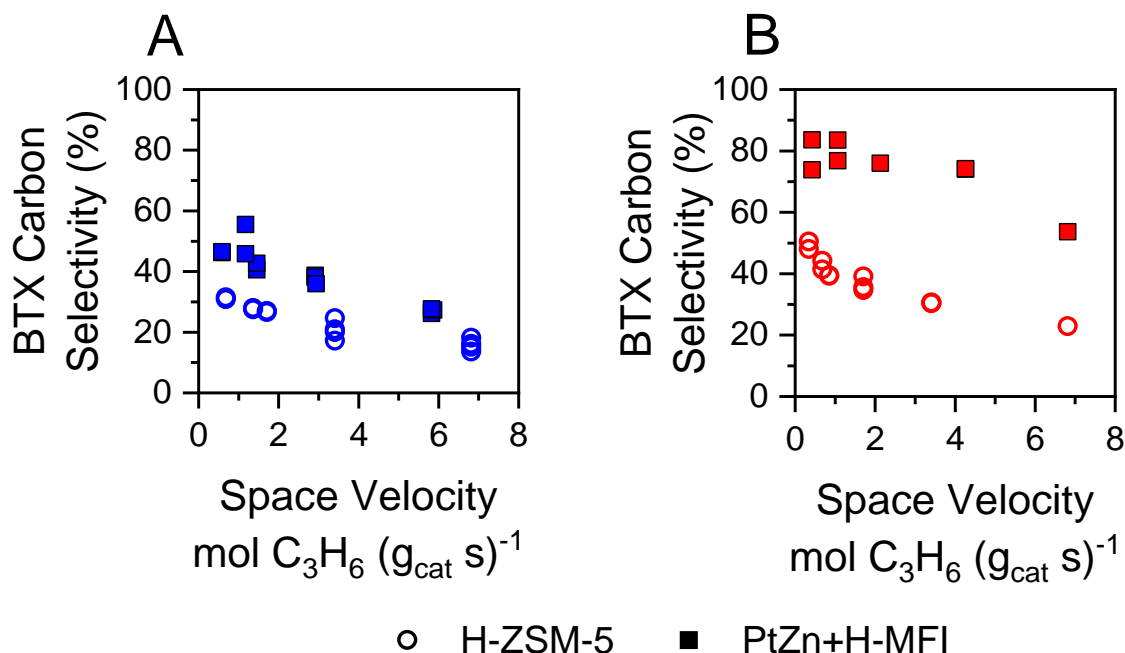 A
BTX Carbon
Selectivity (%)
100
80
60
40
20
0
0 2 4 6 8
Space Velocity
mol C₃H₆ (g_cat s)⁻¹
B
BTX Carbon
Selectivity (%)
100
80
60
40
20
0
0 2 4 6 8
Space Velocity
mol C₃H₆ (g_cat s)⁻¹
H-ZSM-5 PtZn+H-MFI